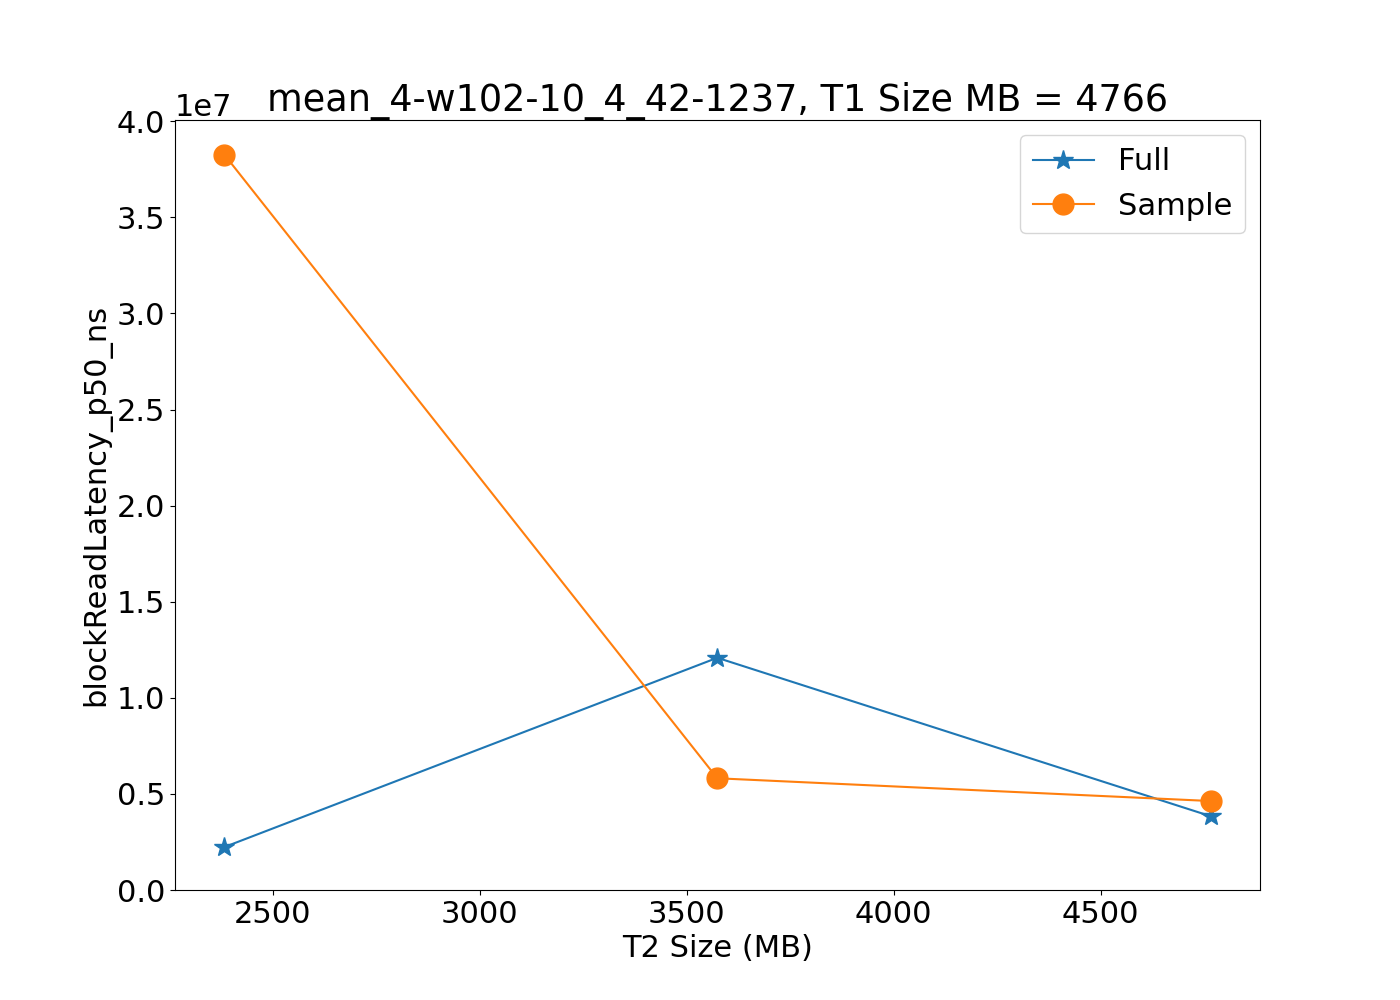 mean_4-w102-10_4_42-1237, T1 Size MB = 4766
1e7
4.0
3.5
3.0
2.5
2.0
1.5
1.0
0.5
0.0
blockReadLatency_p50_ns
Full
Sample
2500 3000 3500 4000 4500
T2 Size (MB)